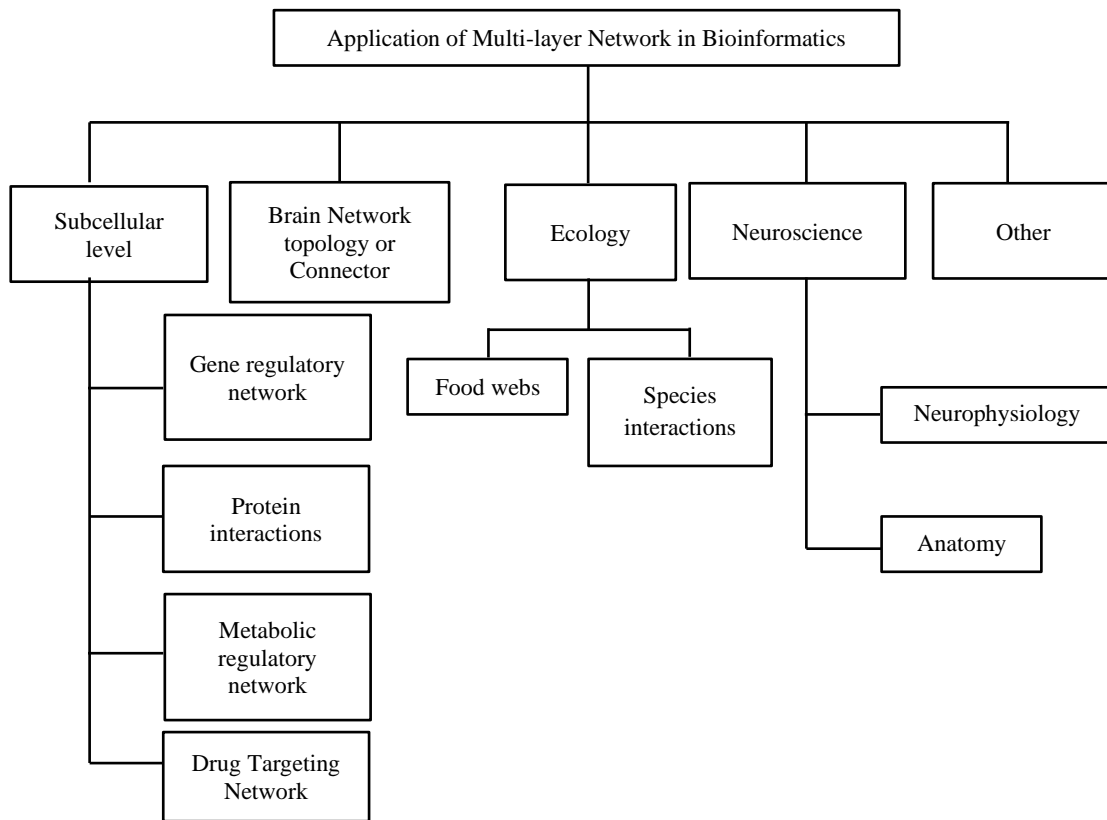 Application of Multi-layer Network in Bioinformatics
Subcellular
level
Brain Network
topology or
Connector
Ecology
Neuroscience
Other
Gene regulatory
network
Protein
interactions
Metabolic
regulatory
network
Drug Targeting
Network
Food webs
Species
interactions
Neurophysiology
Anatomy